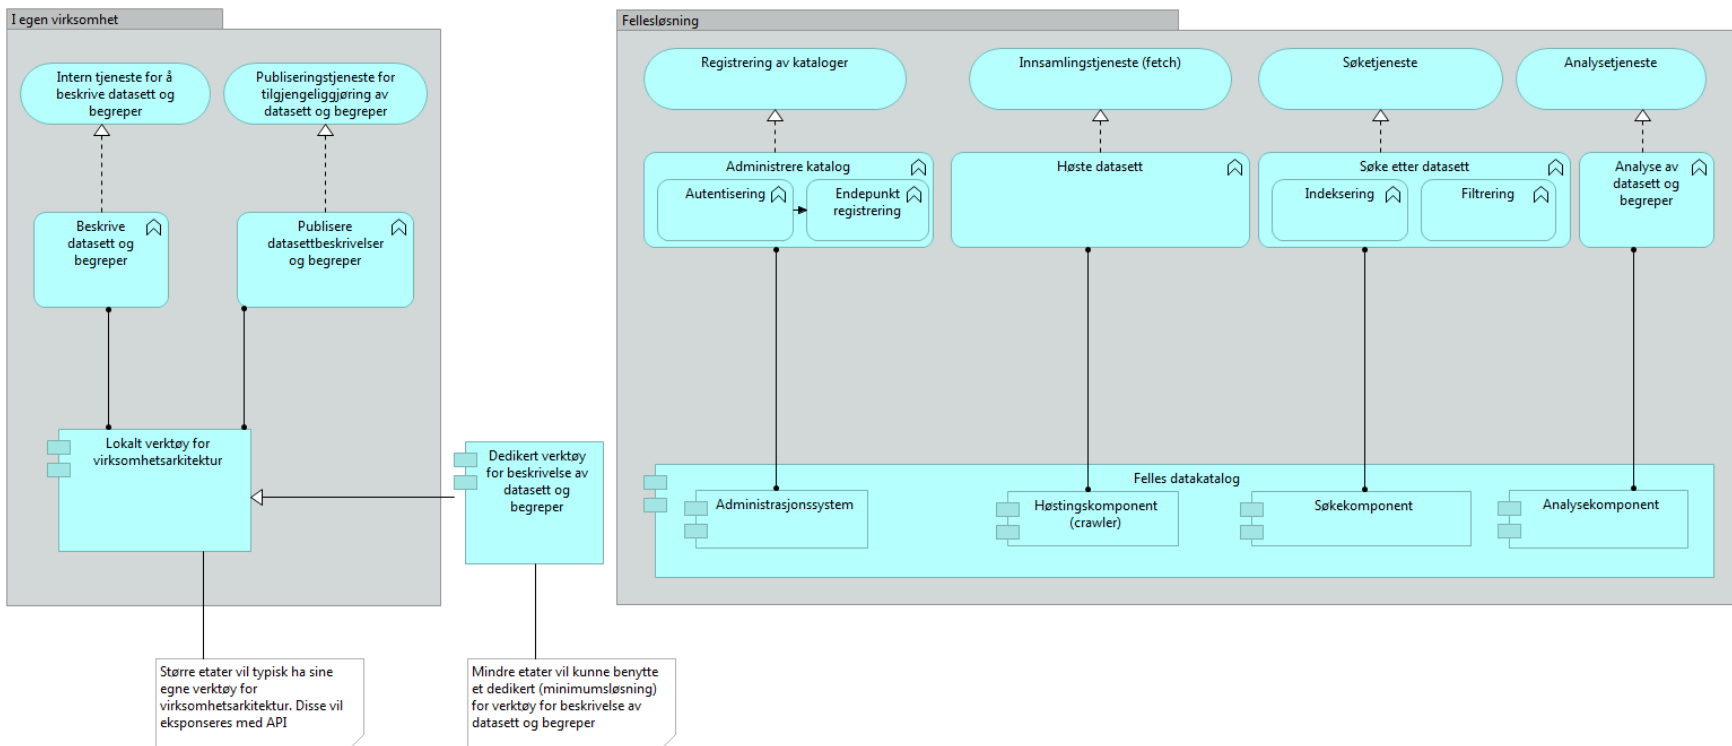 I egen virksomhet
Intern tjeneste for å
beskrive datasett og
begreper
Publiseringstjeneste for
tilgjengeliggjøring av
datasett og begreper
Beskrive
datasett og
begreper
Publisere
datasettbeskrivelser
og begreper
Lokalt verktøy for
virksomhetsarkitektur
Dedikert verktøy
for beskrivelse av
datasett og
begreper
Større etater vil typisk ha sine
egne verktøy for
virksomhetsarkitektur. Disse vil
eksponeres med API
Mindre etater vil kunne benytte
et dedikert (minimumsløsning)
for verktøy for beskrivelse av
datasett og begreper
Fellesløsning
Registrering av kataloger
Innsamlingstjeneste (fetch)
Søketjeneste
Analysetjeneste
Administrere katalog
Autentisering
Endepunkt
registrering
Høste datasett
Søke etter datasett
Indeksering
Filtrering
Analyse av
datasett og
begreper
Felles datakatalog
Administrasjonssystem
Høstingskomponent
(crawler)
Søkekomponent
Analysekomponent